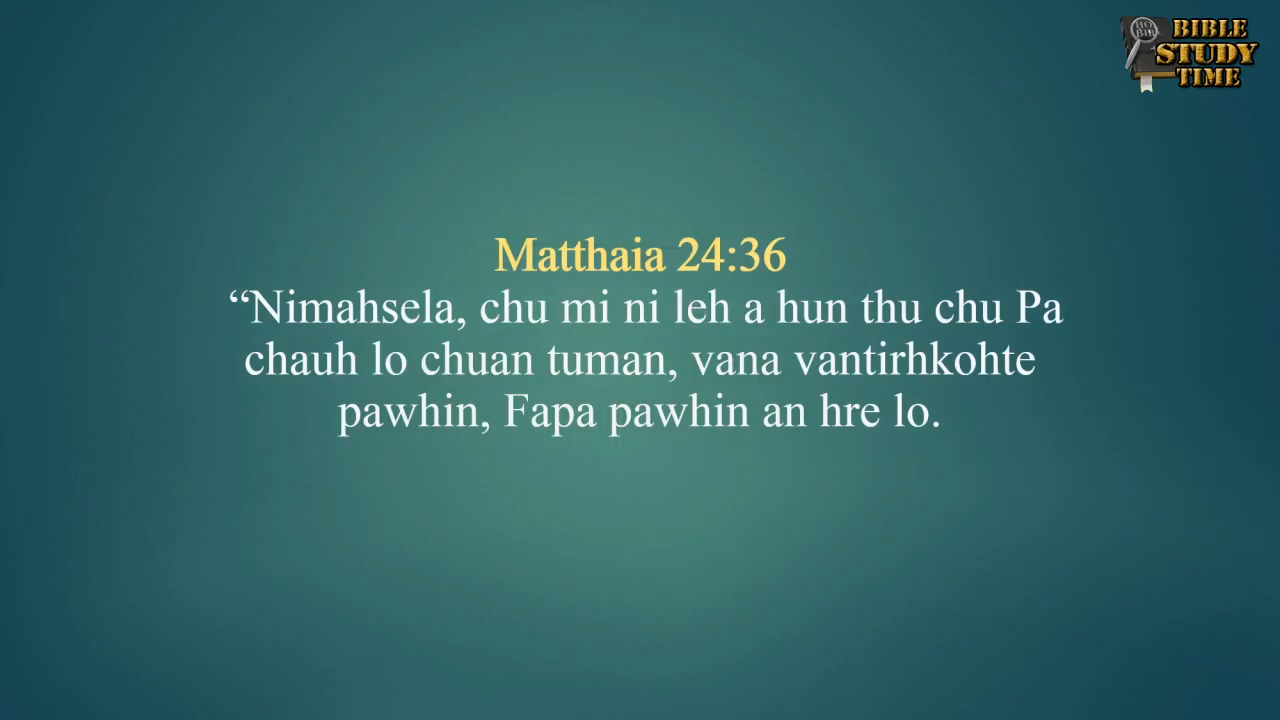 BIBLE
STUDY
TIME
Matthaia 24:36
“Nimahsela, chu mi ni leh a hun thu chu Pa
chauh lo chuan tuman, vana vantirhkohte
pawhin, Fapa pawhin an hre lo.